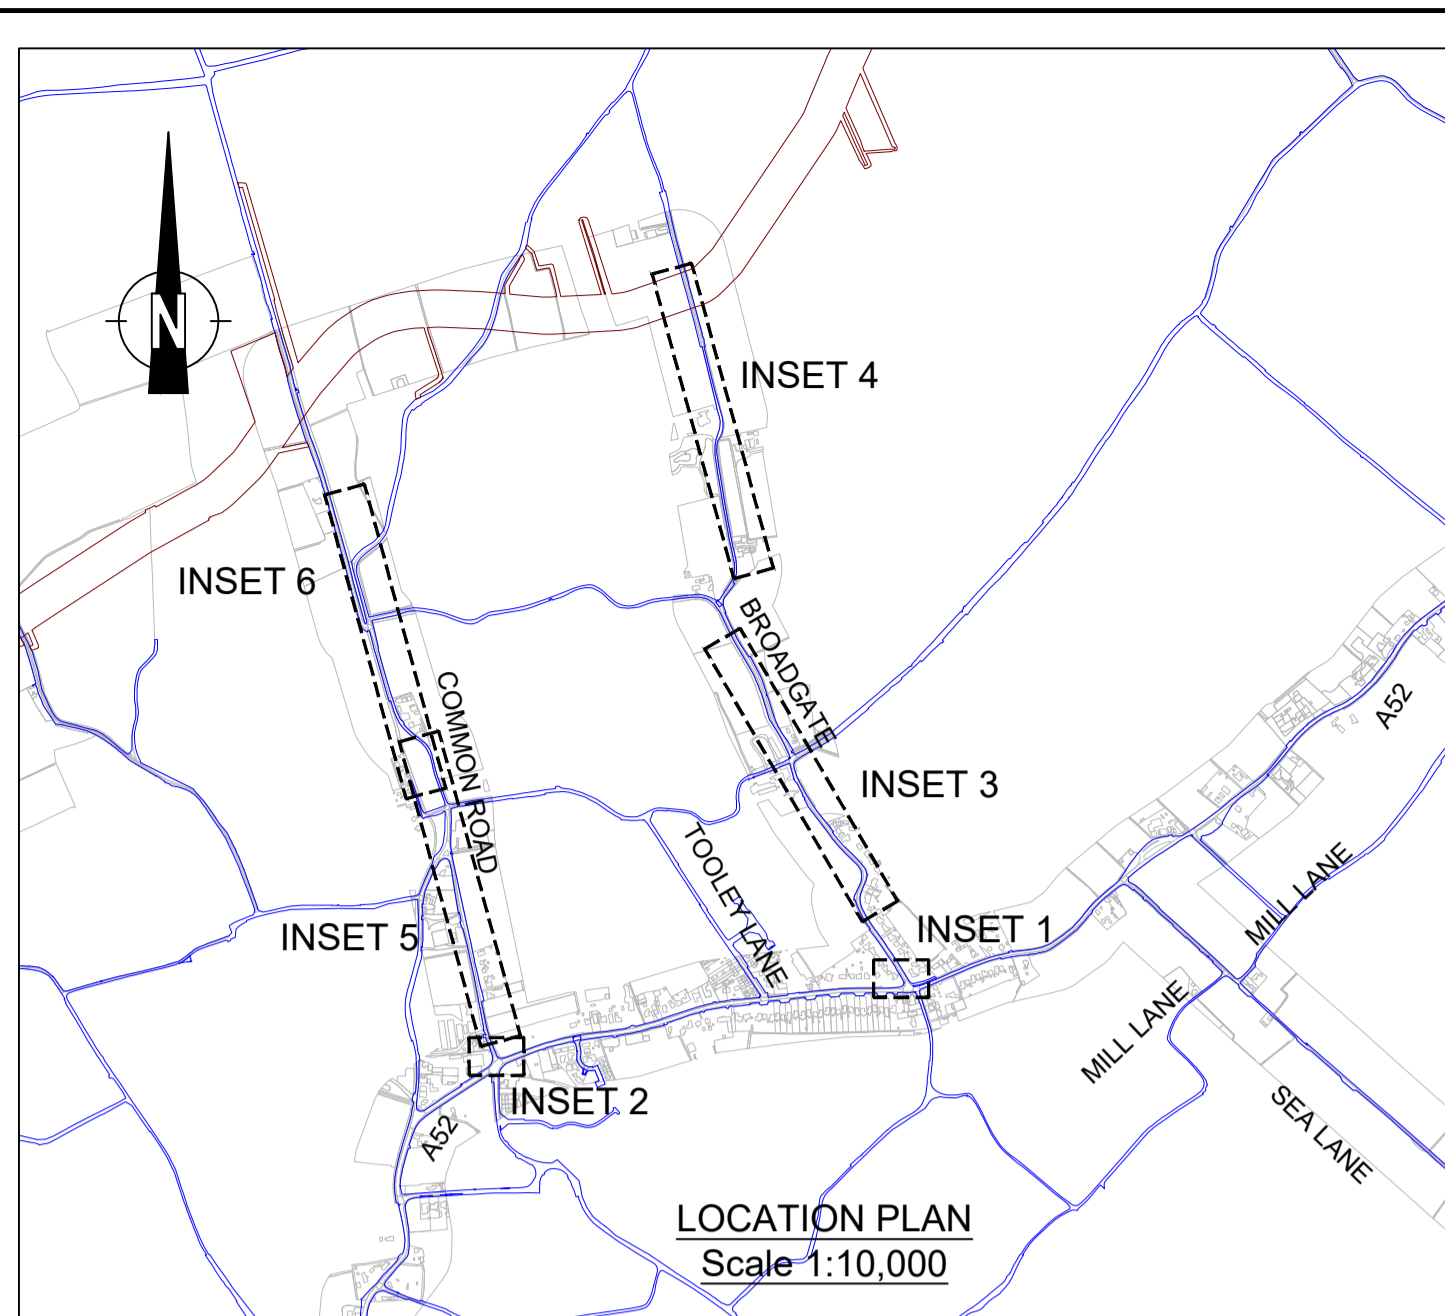 N
INSET 4
INSET 6
BROADGATE
COMMON ROAD
A52
INSET 3
TOOLEY LANE
MILL LANE
INSET 5
INSET 1
MILL LANE
INSET 2
A52
SEA LANE
LOCATION PLAN
Scale 1:10,000